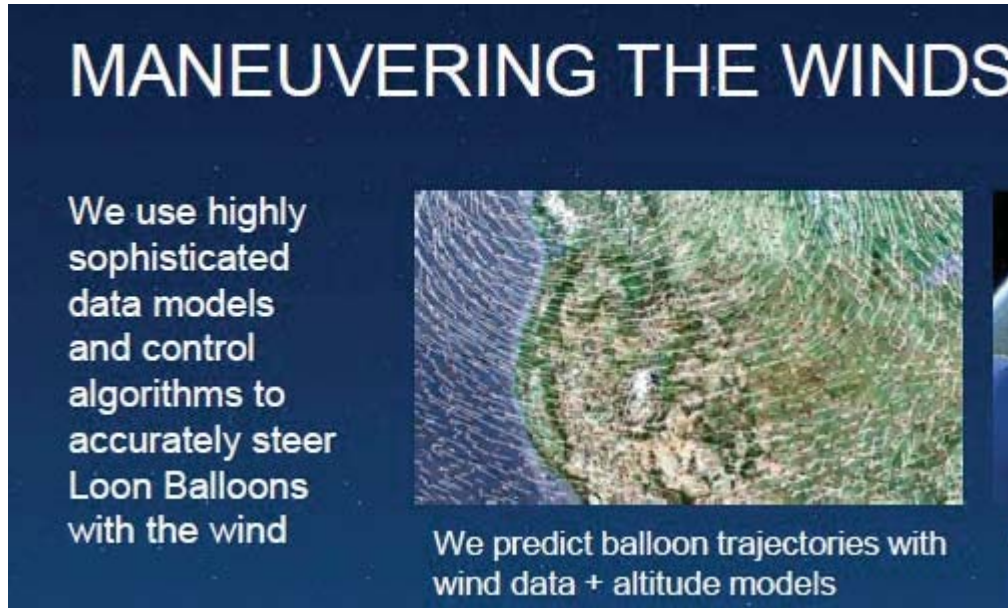 MANEUVERING THE WINDS
We use highly
sophisticated
data models
and control
algorithms to
accurately steer
Loon Balloons
with the wind
We predict balloon trajectories with
wind data + altitude models